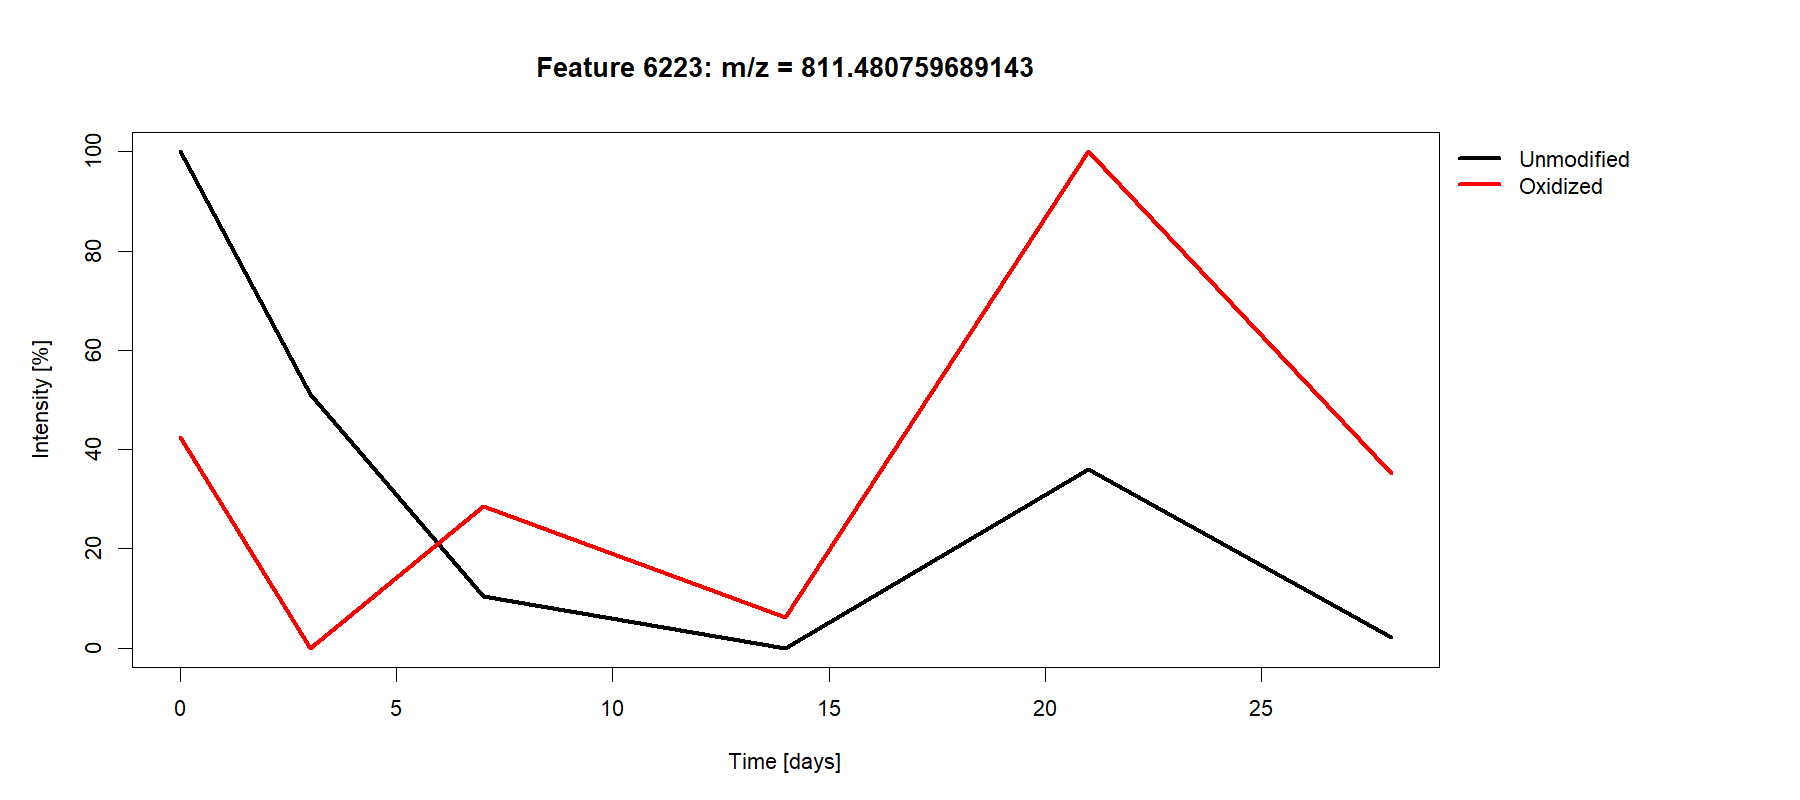 Feature 6223: m/z = 811.480759689143
Unmodified
Oxidized
Intensity [%]
100
80
60
40
20
0
0 5 10 15 20 25
Time [days]